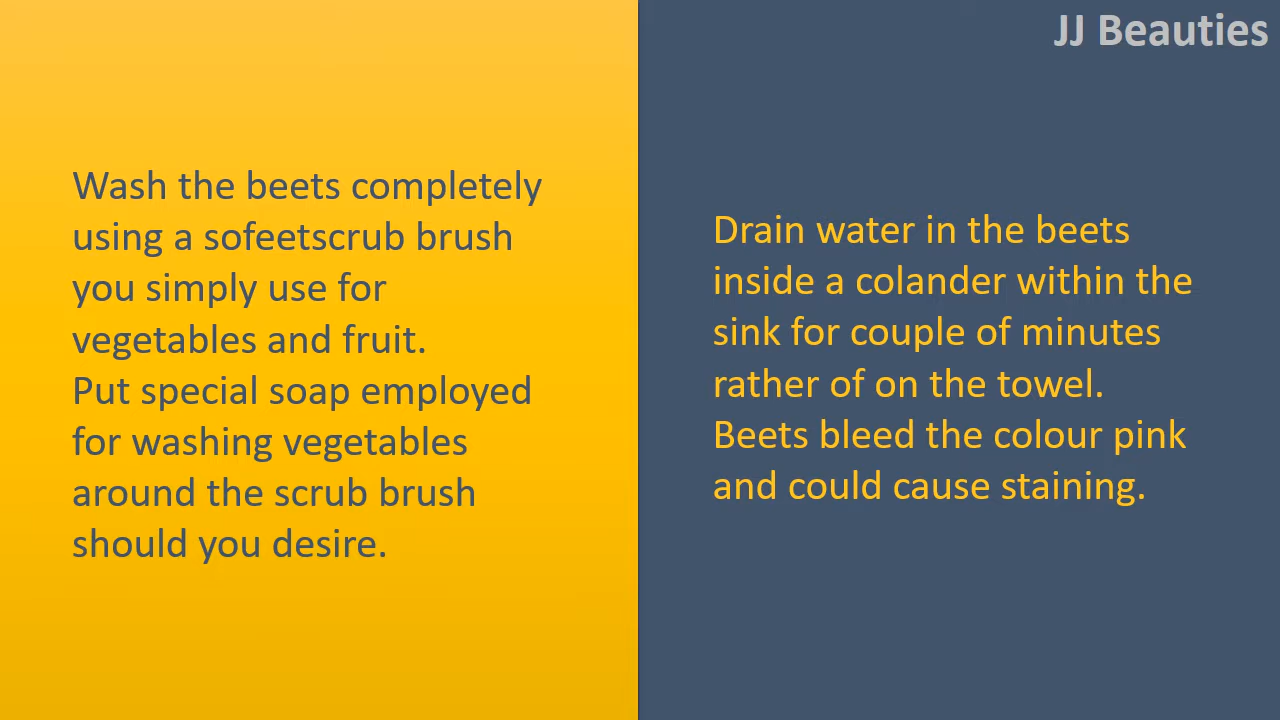 JJ Beauties
Wash the beets completely
using a sofeetscrub brush
you simply use for
vegetables and fruit.
Put special soap employed
for washing vegetables
around the scrub brush
should you desire.
Drain water in the beets
inside a colander within the
sink for couple of minutes
rather of on the towel.
Beets bleed the colour pink
and could cause staining.